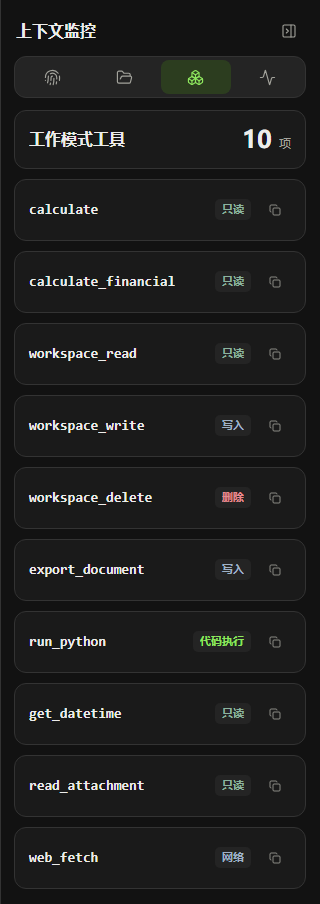 上下文监控
工作模式工具 10 项
calculate 只读
calculate_financial 只读
workspace_read 只读
workspace_write 写入
workspace_delete 删除
export_document 写入
run_python 代码执行
get_datetime 只读
read_attachment 只读
web_fetch 网络